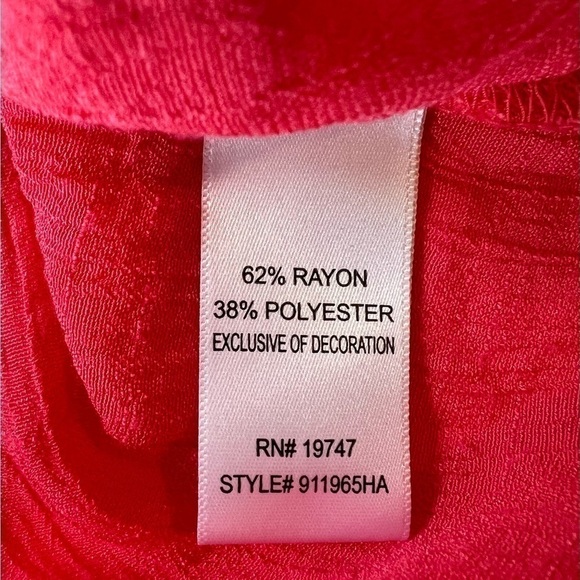 62% RAYON
38% POLYESTER
EXCLUSIVE OF DECORATION
RN# 19747
STYLE# 911965HA